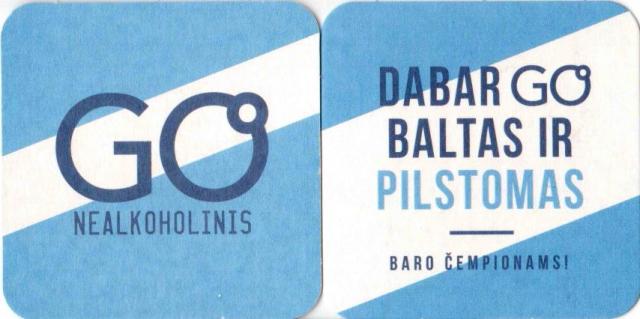 GO
NEALKOHOLINIS
DABAR GO
BALTAS IR
PILSTOMAS
BARO ČEMPIONAMS!